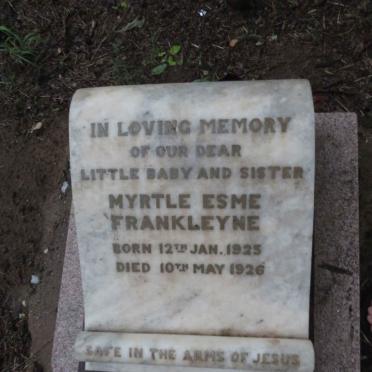 IN LOVING MEMORY
OF OUR DEAR
LITTLE BABY AND SISTER
MYRTLE ESME
FRANKLEYNE
BORN 12TH JAN. 1925
DIED 10TH MAY 1926
SAFE IN THE ARMS OF JESUS